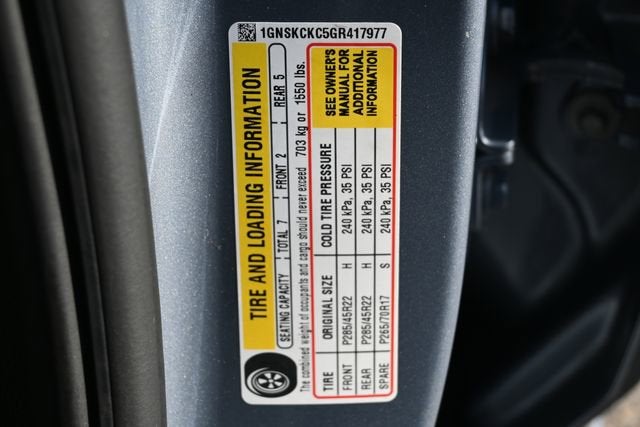 1GNSKCKC5GR417977
TIRE AND LOADING INFORMATION
SEATING CAPACITY TOTAL 7 FRONT 2 REAR 5
The combined weight of occupants and cargo should never exceed 703 kg or 1550 lbs.
TIRE ORIGINAL SIZE COLD TIRE PRESSURE
FRONT P285/45R22 H 240 kPa, 35 PSI
REAR P285/45R22 H 240 kPa, 35 PSI
SPARE P265/70R17 S 240 kPa, 35 PSI
SEE OWNER'S
MANUAL FOR
ADDITIONAL
INFORMATION